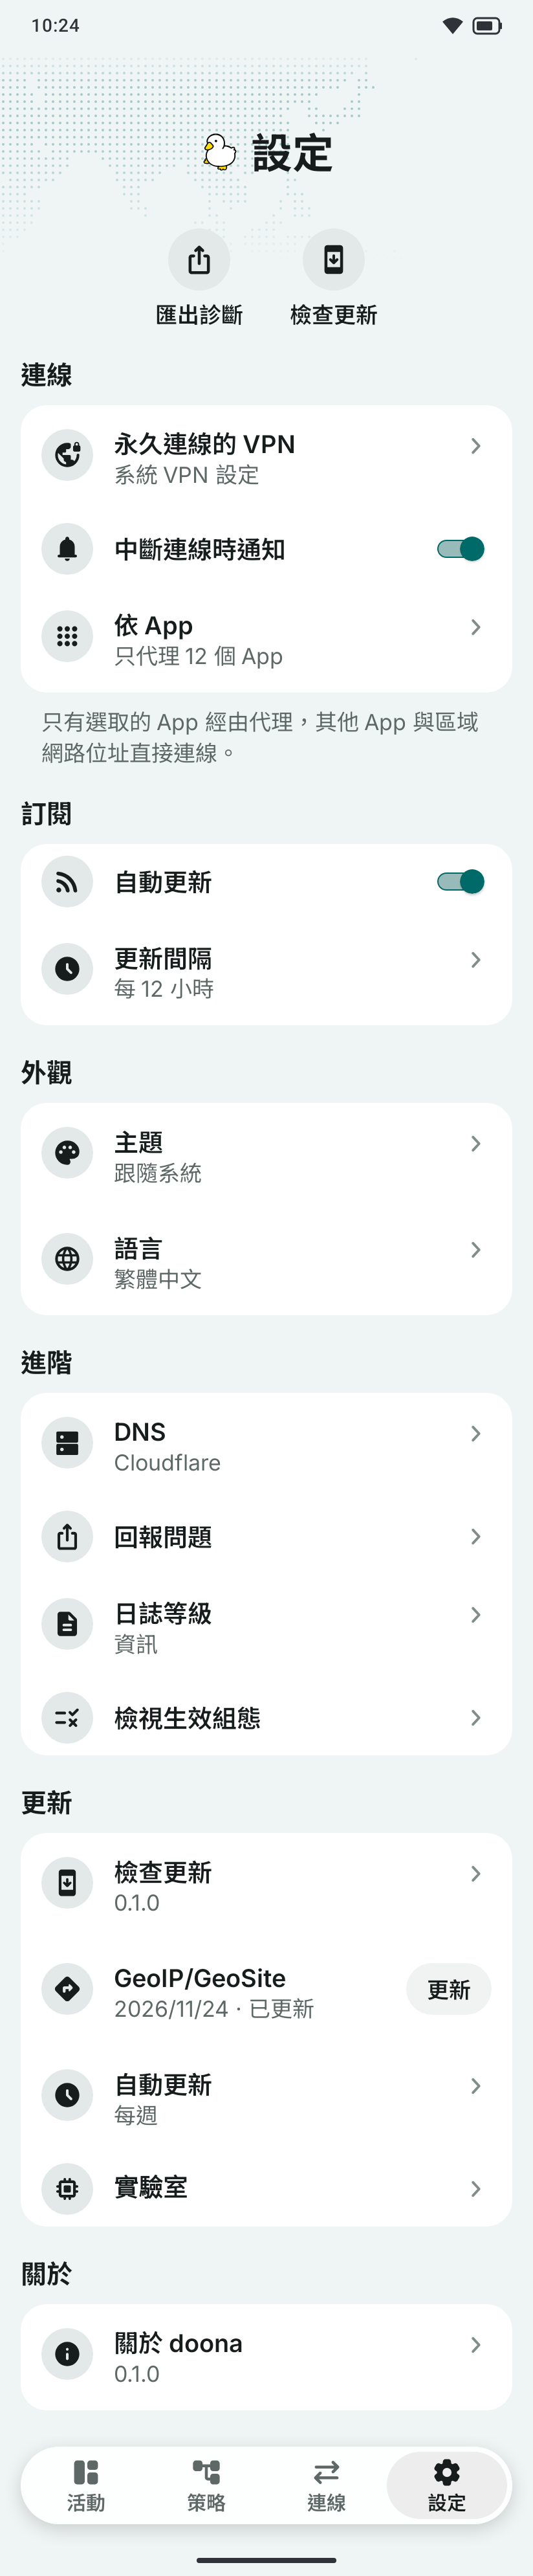 10:24
設定
匯出診斷
檢查更新
連線
永久連線的 VPN
系統 VPN 設定
中斷連線時通知
依 App
只代理 12 個 App
只有選取的 App 經由代理，其他 App 與區域
網路位址直接連線。
訂閱
自動更新
更新間隔
每 12 小時
外觀
主題
跟隨系統
語言
繁體中文
進階
DNS
Cloudflare
回報問題
日誌等級
資訊
檢視生效組態
更新
檢查更新
0.1.0
GeoIP/GeoSite
2026/11/24 · 已更新
更新
自動更新
每週
實驗室
關於
關於 doona
0.1.0
活動
策略
連線
設定